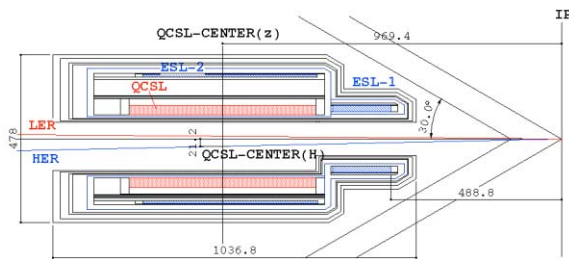 IP
QCSL-CENTER(z)
969.4
ESL-2
ESL-1
QCSL
30.0°
LER
478
21.2
HER
QCSL-CENTER(H)
488.8
1036.8